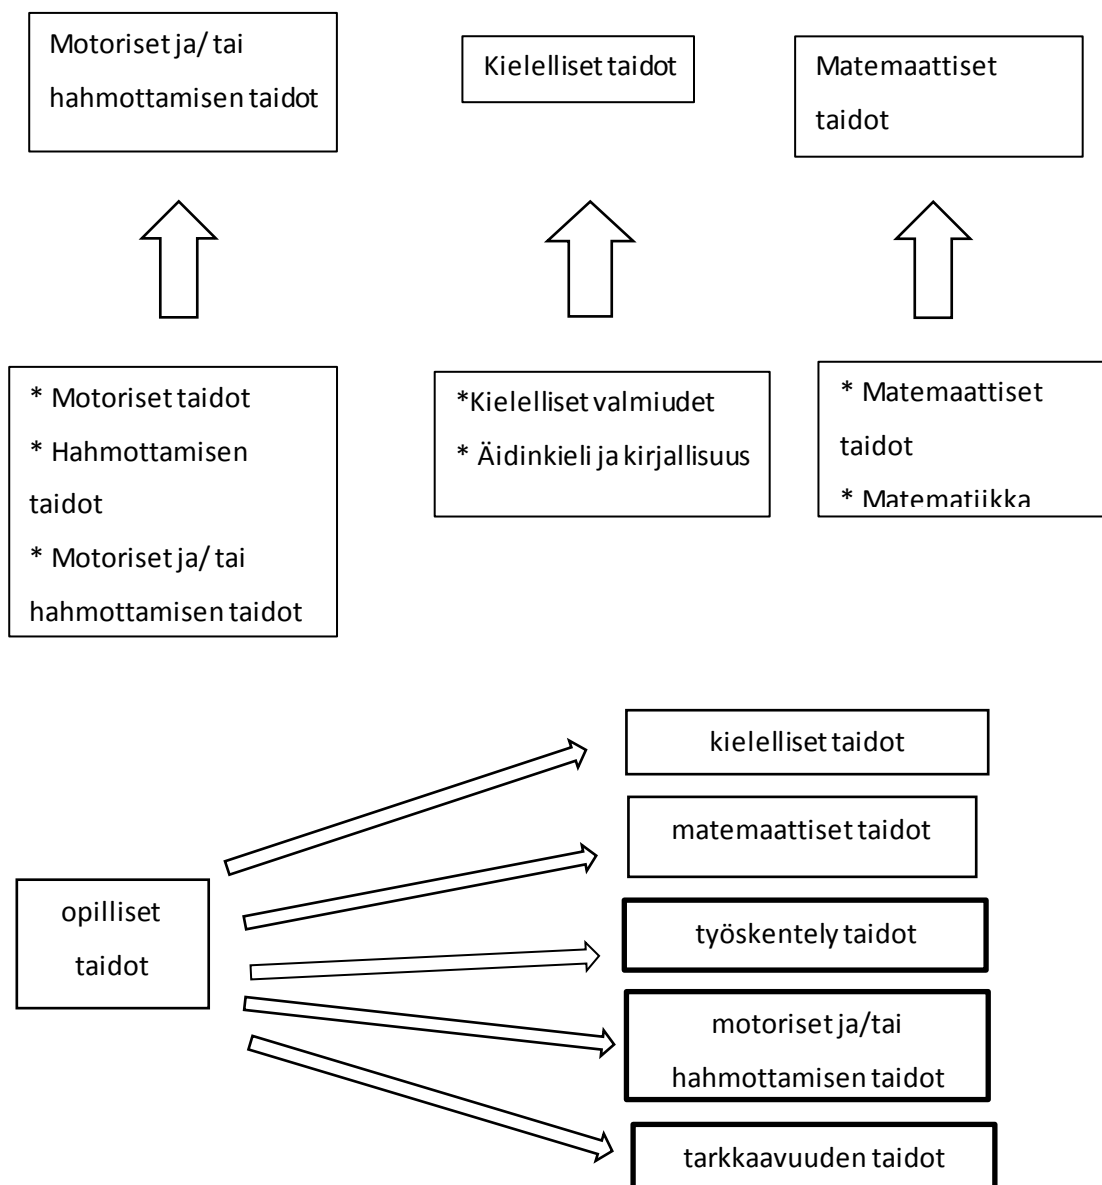 Motoriset ja/ tai
hahmottamisen taidot
Kielelliset taidot
Matemaattiset
taidot
* Motoriset taidot
* Hahmottamisen
taidot
* Motoriset ja/ tai
hahmottamisen taidot
*Kielelliset valmiudet
* Äidinkieli ja kirjallisuus
* Matemaattiset
taidot
* Matematiikka
opilliset
taidot
kielelliset taidot
matemaattiset taidot
työskentely taidot
motoriset ja/tai
hahmottamisen taidot
tarkkaavuuden taidot